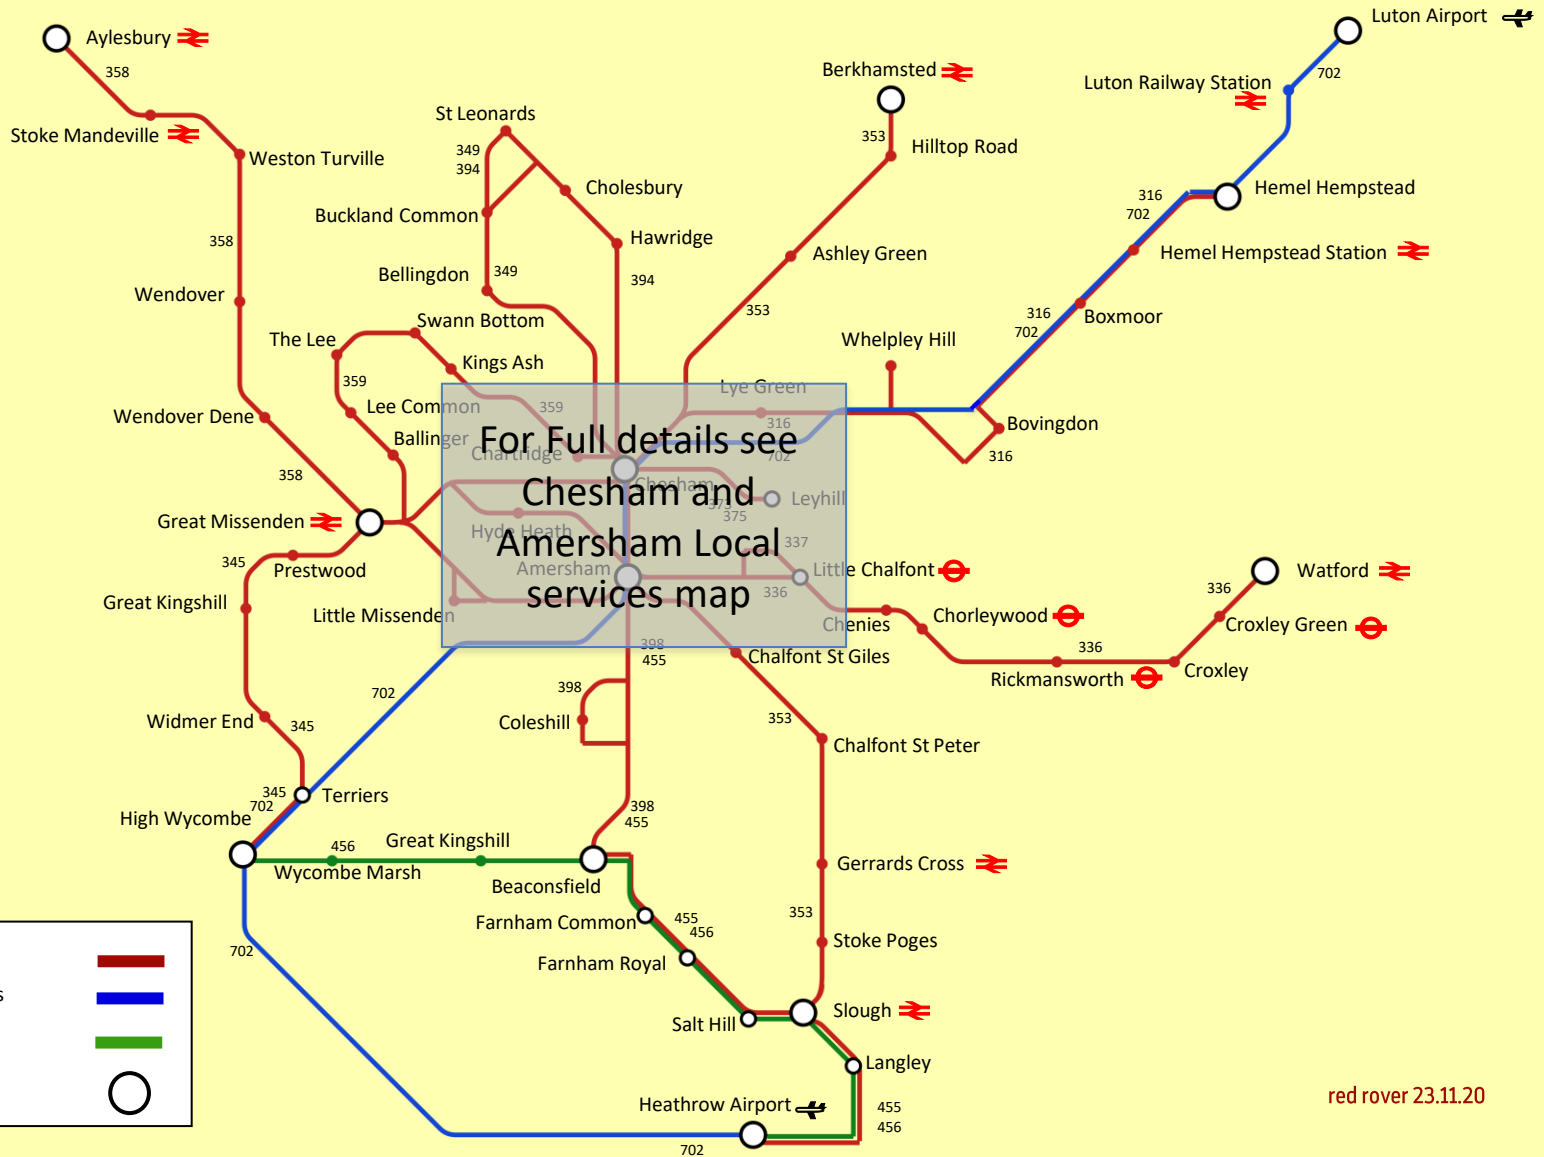 Luton Airport
Aylesbury
358
Berkhamsted
702
Luton Railway Station
St Leonards
Stoke Mandeville
353
Hilltop Road
349
394
Weston Turville
Cholesbury
Hemel Hempstead
316
702
Buckland Common
358
Hawridge
Ashley Green
Hemel Hempstead Station
Bellingdon
349
394
Wendover
353
316
702
Boxmoor
Swann Bottom
The Lee
Whelpley Hill
Kings Ash
359
Lye Green
Lee Common
359
Wendover Dene
316
Bovingdon
Ballinger
For Full details see
Chartridge
702
316
358
Chesham
Chesham and
Leyhill
373
375
Great Missenden
Hyde Heath
Amersham Local
337
345
Prestwood
Amersham
Little Chalfont
Watford
336
services map
336
Great Kingshill
Little Missenden
Chenies
Chorleywood
Croxley Green
398
455
Chalfont St Giles
336
Rickmansworth
Croxley
702
398
Widmer End
345
Coleshill
353
Chalfont St Peter
345
702
Terriers
High Wycombe
398
455
456
Great Kingshill
Wycombe Marsh
Beaconsfield
Gerrards Cross
Farnham Common
455
456
353
702
Farnham Royal
Stoke Poges
s
Salt Hill
Slough
Langley
Heathrow Airport
455
456
red rover 23.11.20
702